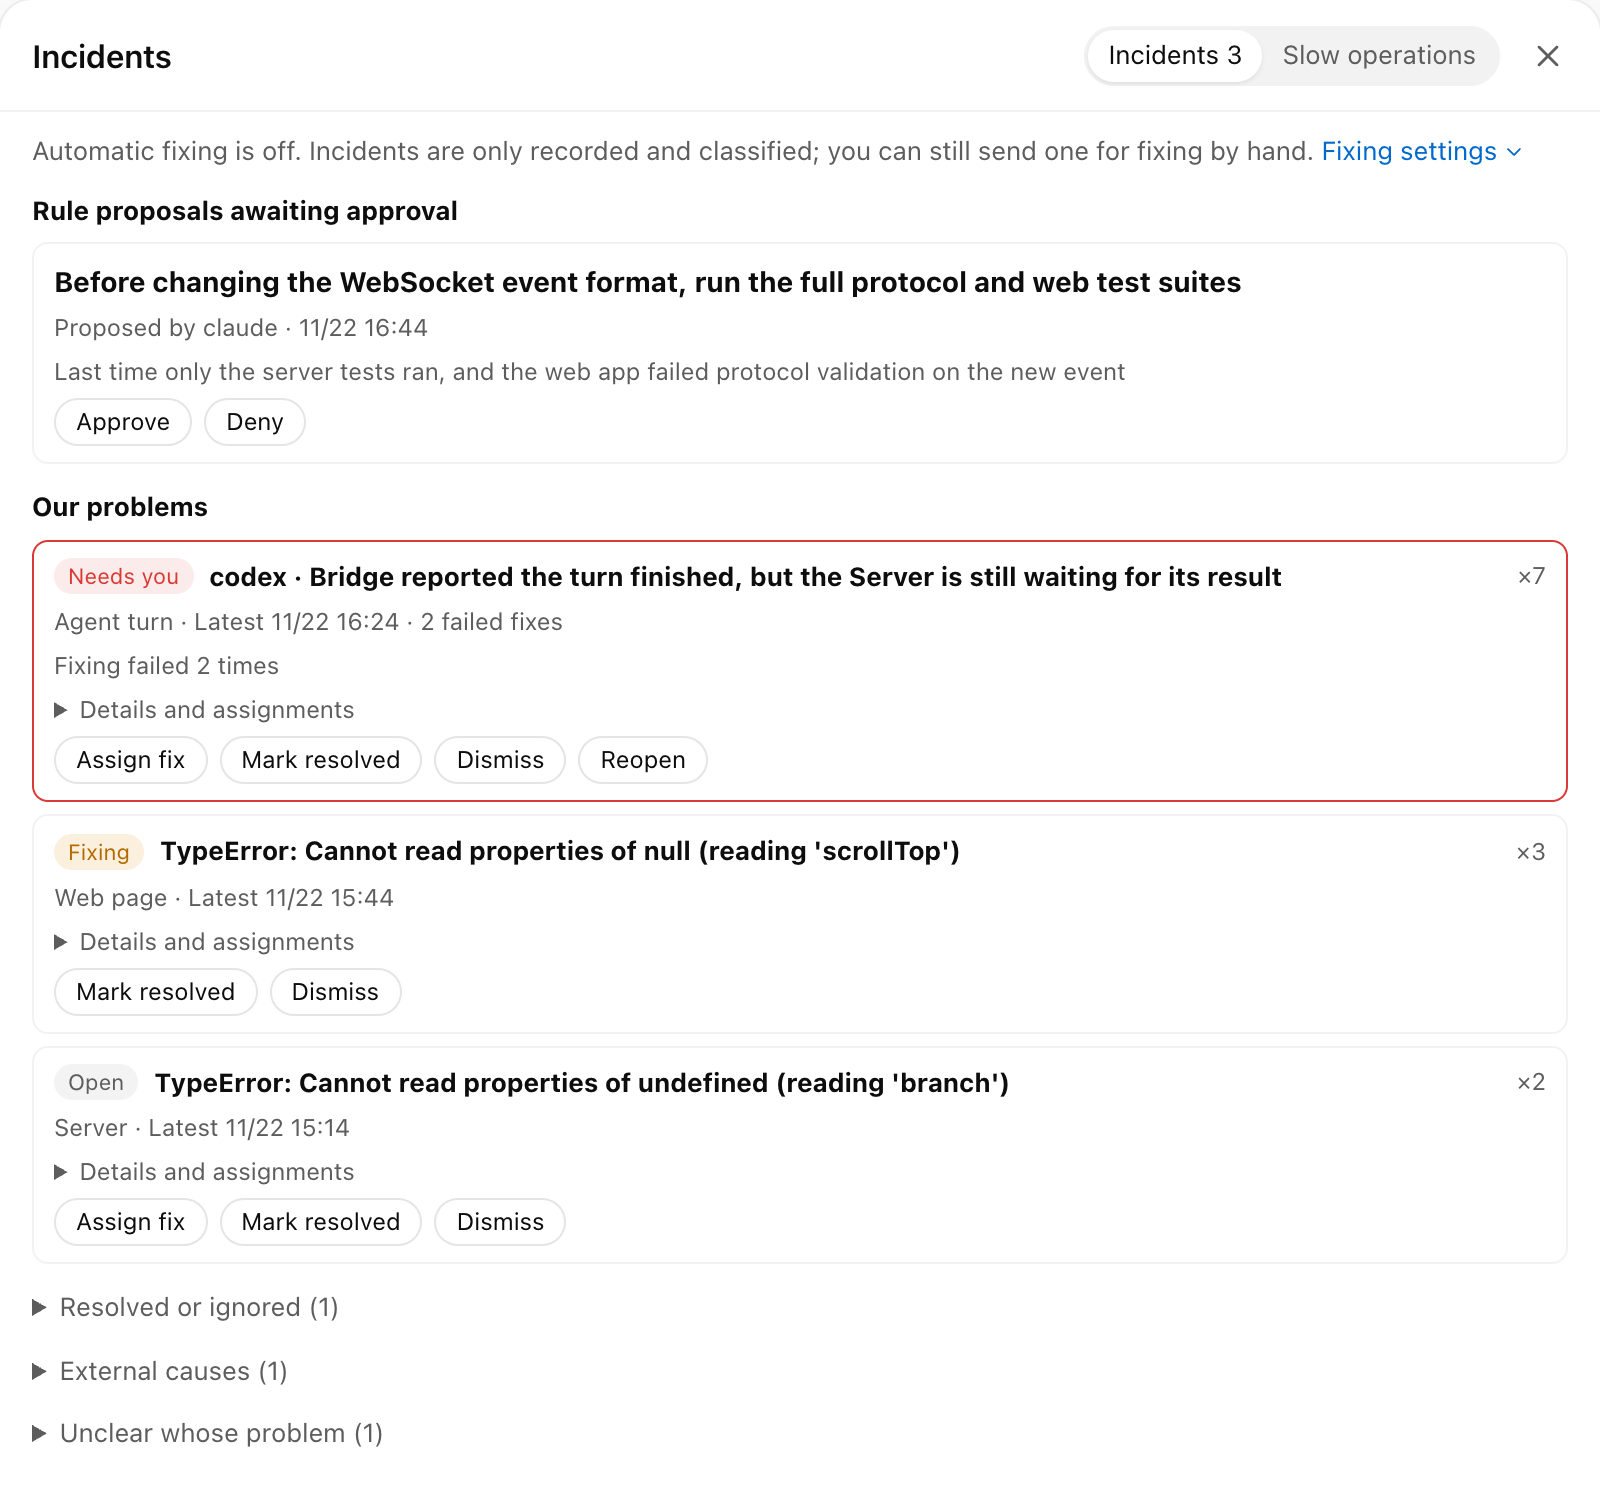 Incidents
Incidents 3
Slow operations
Automatic fixing is off. Incidents are only recorded and classified; you can still send one for fixing by hand. Fixing settings
Rule proposals awaiting approval
Before changing the WebSocket event format, run the full protocol and web test suites
Proposed by claude · 11/22 16:44
Last time only the server tests ran, and the web app failed protocol validation on the new event
Approve
Deny
Our problems
Needs you codex · Bridge reported the turn finished, but the Server is still waiting for its result ×7
Agent turn · Latest 11/22 16:24 · 2 failed fixes
Fixing failed 2 times
Details and assignments
Assign fix
Mark resolved
Dismiss
Reopen
Fixing TypeError: Cannot read properties of null (reading 'scrollTop') ×3
Web page · Latest 11/22 15:44
Details and assignments
Mark resolved
Dismiss
Open TypeError: Cannot read properties of undefined (reading 'branch') ×2
Server · Latest 11/22 15:14
Details and assignments
Assign fix
Mark resolved
Dismiss
Resolved or ignored (1)
External causes (1)
Unclear whose problem (1)